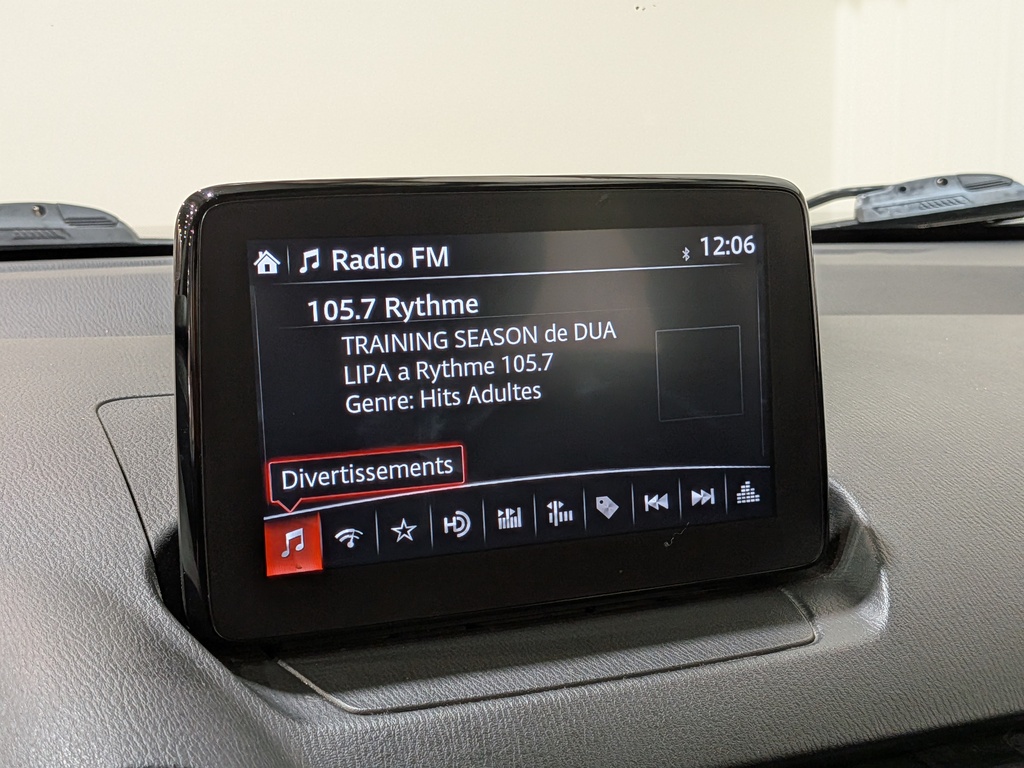 Radio FM
12:06
105.7 Rythme
TRAINING SEASON de DUA
LIPA a Rythme 105.7
Genre: Hits Adultes
Divertissements
HD